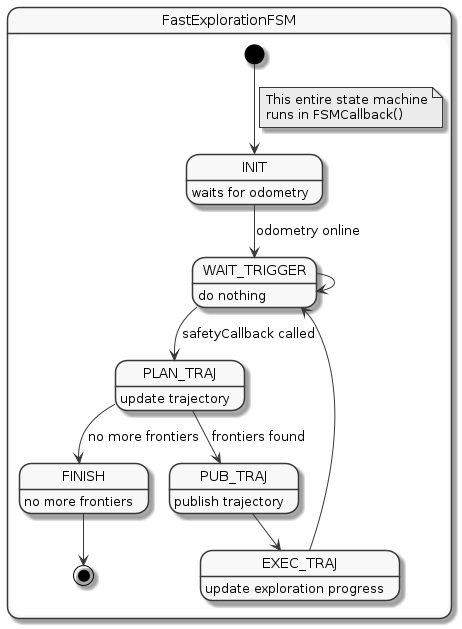 FastExplorationFSM
This entire state machine
runs in FSMCallback()
INIT
waits for odometry
odometry online
WAIT_TRIGGER
do nothing
safetyCallback called
PLAN_TRAJ
update trajectory
no more frontiers
frontiers found
FINISH
no more frontiers
PUB_TRAJ
publish trajectory
EXEC_TRAJ
update exploration progress